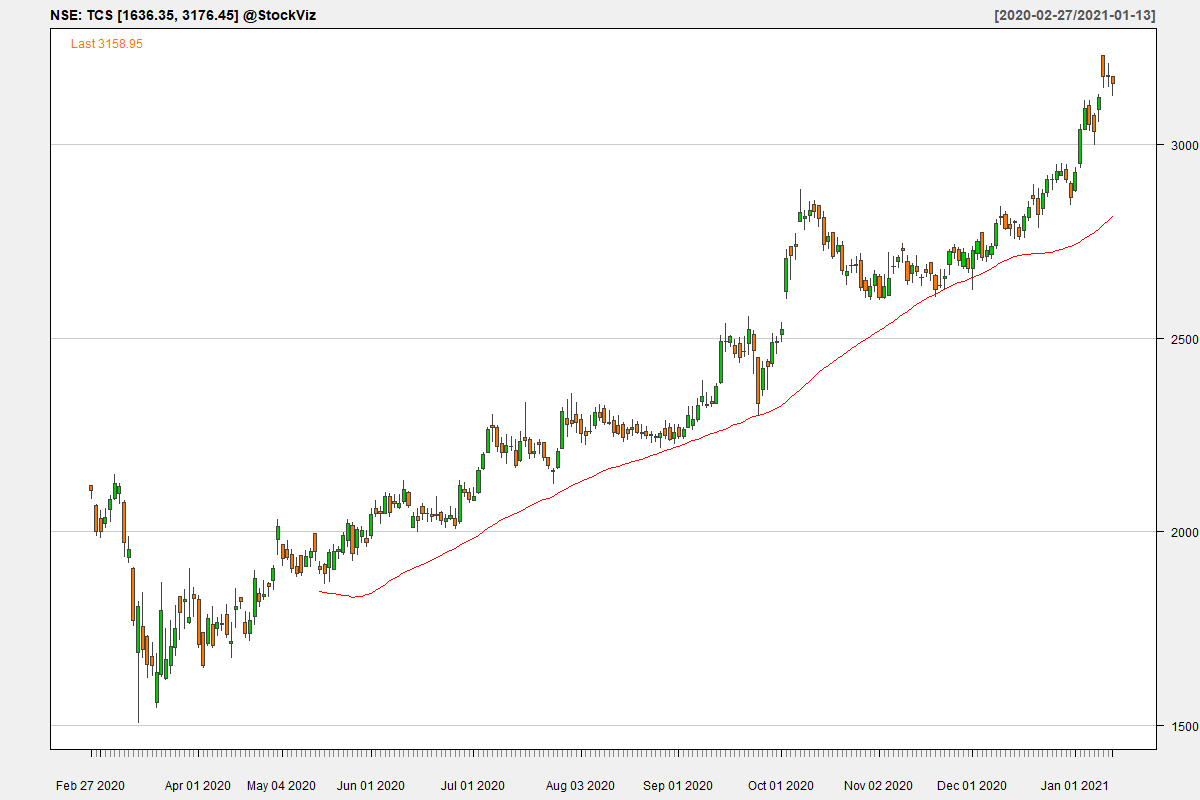 NSE: TCS [1636.35, 3176.45] @StockViz
[2020-02-27/2021-01-13]
Last 3158.95
3000
2500
2000
1500
Feb 27 2020
Apr 01 2020
May 04 2020
Jun 01 2020
Jul 01 2020
Aug 03 2020
Sep 01 2020
Oct 01 2020
Nov 02 2020
Dec 01 2020
Jan 01 2021